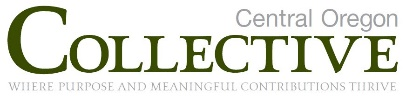 Central Oregon
COLLECTIVE
WHERE PURPOSE AND MEANINGFUL CONTRIBUTIONS THRIVE